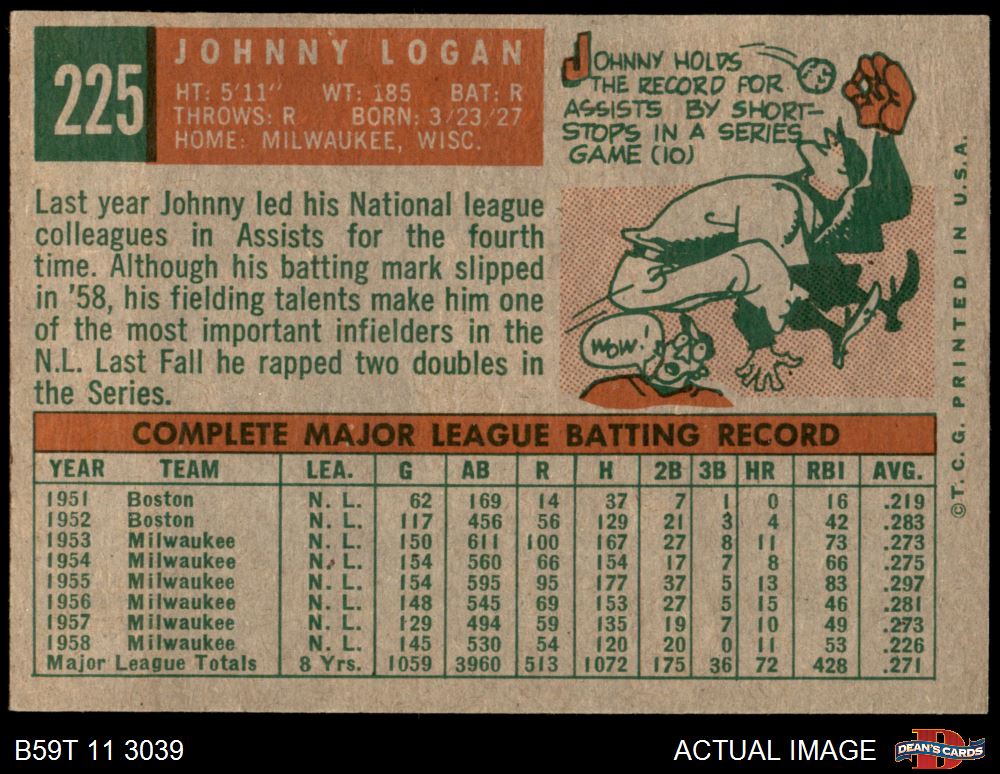 225
JOHNNY LOGAN
HT: 5'11" WT: 185 BAT: R
THROWS: R BORN: 3/23/27
HOME: MILWAUKEE, WISC.
JOHNNY HOLDS
THE RECORD FOR
ASSISTS BY SHORT-
STOPS IN A SERIES
GAME (10)
WOW!
Last year Johnny led his National league
colleagues in Assists for the fourth
time. Although his batting mark slipped
in '58, his fielding talents make him one
of the most important infielders in the
N.L. Last Fall he rapped two doubles in
the Series.
COMPLETE MAJOR LEAGUE BATTING RECORD
YEAR TEAM LEA. G AB R H 2B 3B HR RBI AVG.
1951 Boston N. L. 62 169 14 37 7 1 0 16 .219
1952 Boston N. L. 117 456 56 129 21 3 4 42 .283
1953 Milwaukee N. L. 150 611 100 167 27 8 11 73 .273
1954 Milwaukee N. L. 154 560 66 154 17 7 8 66 .275
1955 Milwaukee N. L. 154 595 95 177 37 5 13 83 .297
1956 Milwaukee N. L. 148 545 69 153 27 5 15 46 .281
1957 Milwaukee N. L. 129 494 59 135 19 7 10 49 .273
1958 Milwaukee N. L. 145 530 54 120 20 0 11 53 .226
Major League Totals 8 Yrs. 1059 3960 513 1072 175 36 72 428 .271
©T. C. G. PRINTED IN U.S.A.
B59T 11 3039
ACTUAL IMAGE
D
DEAN'S CARDS